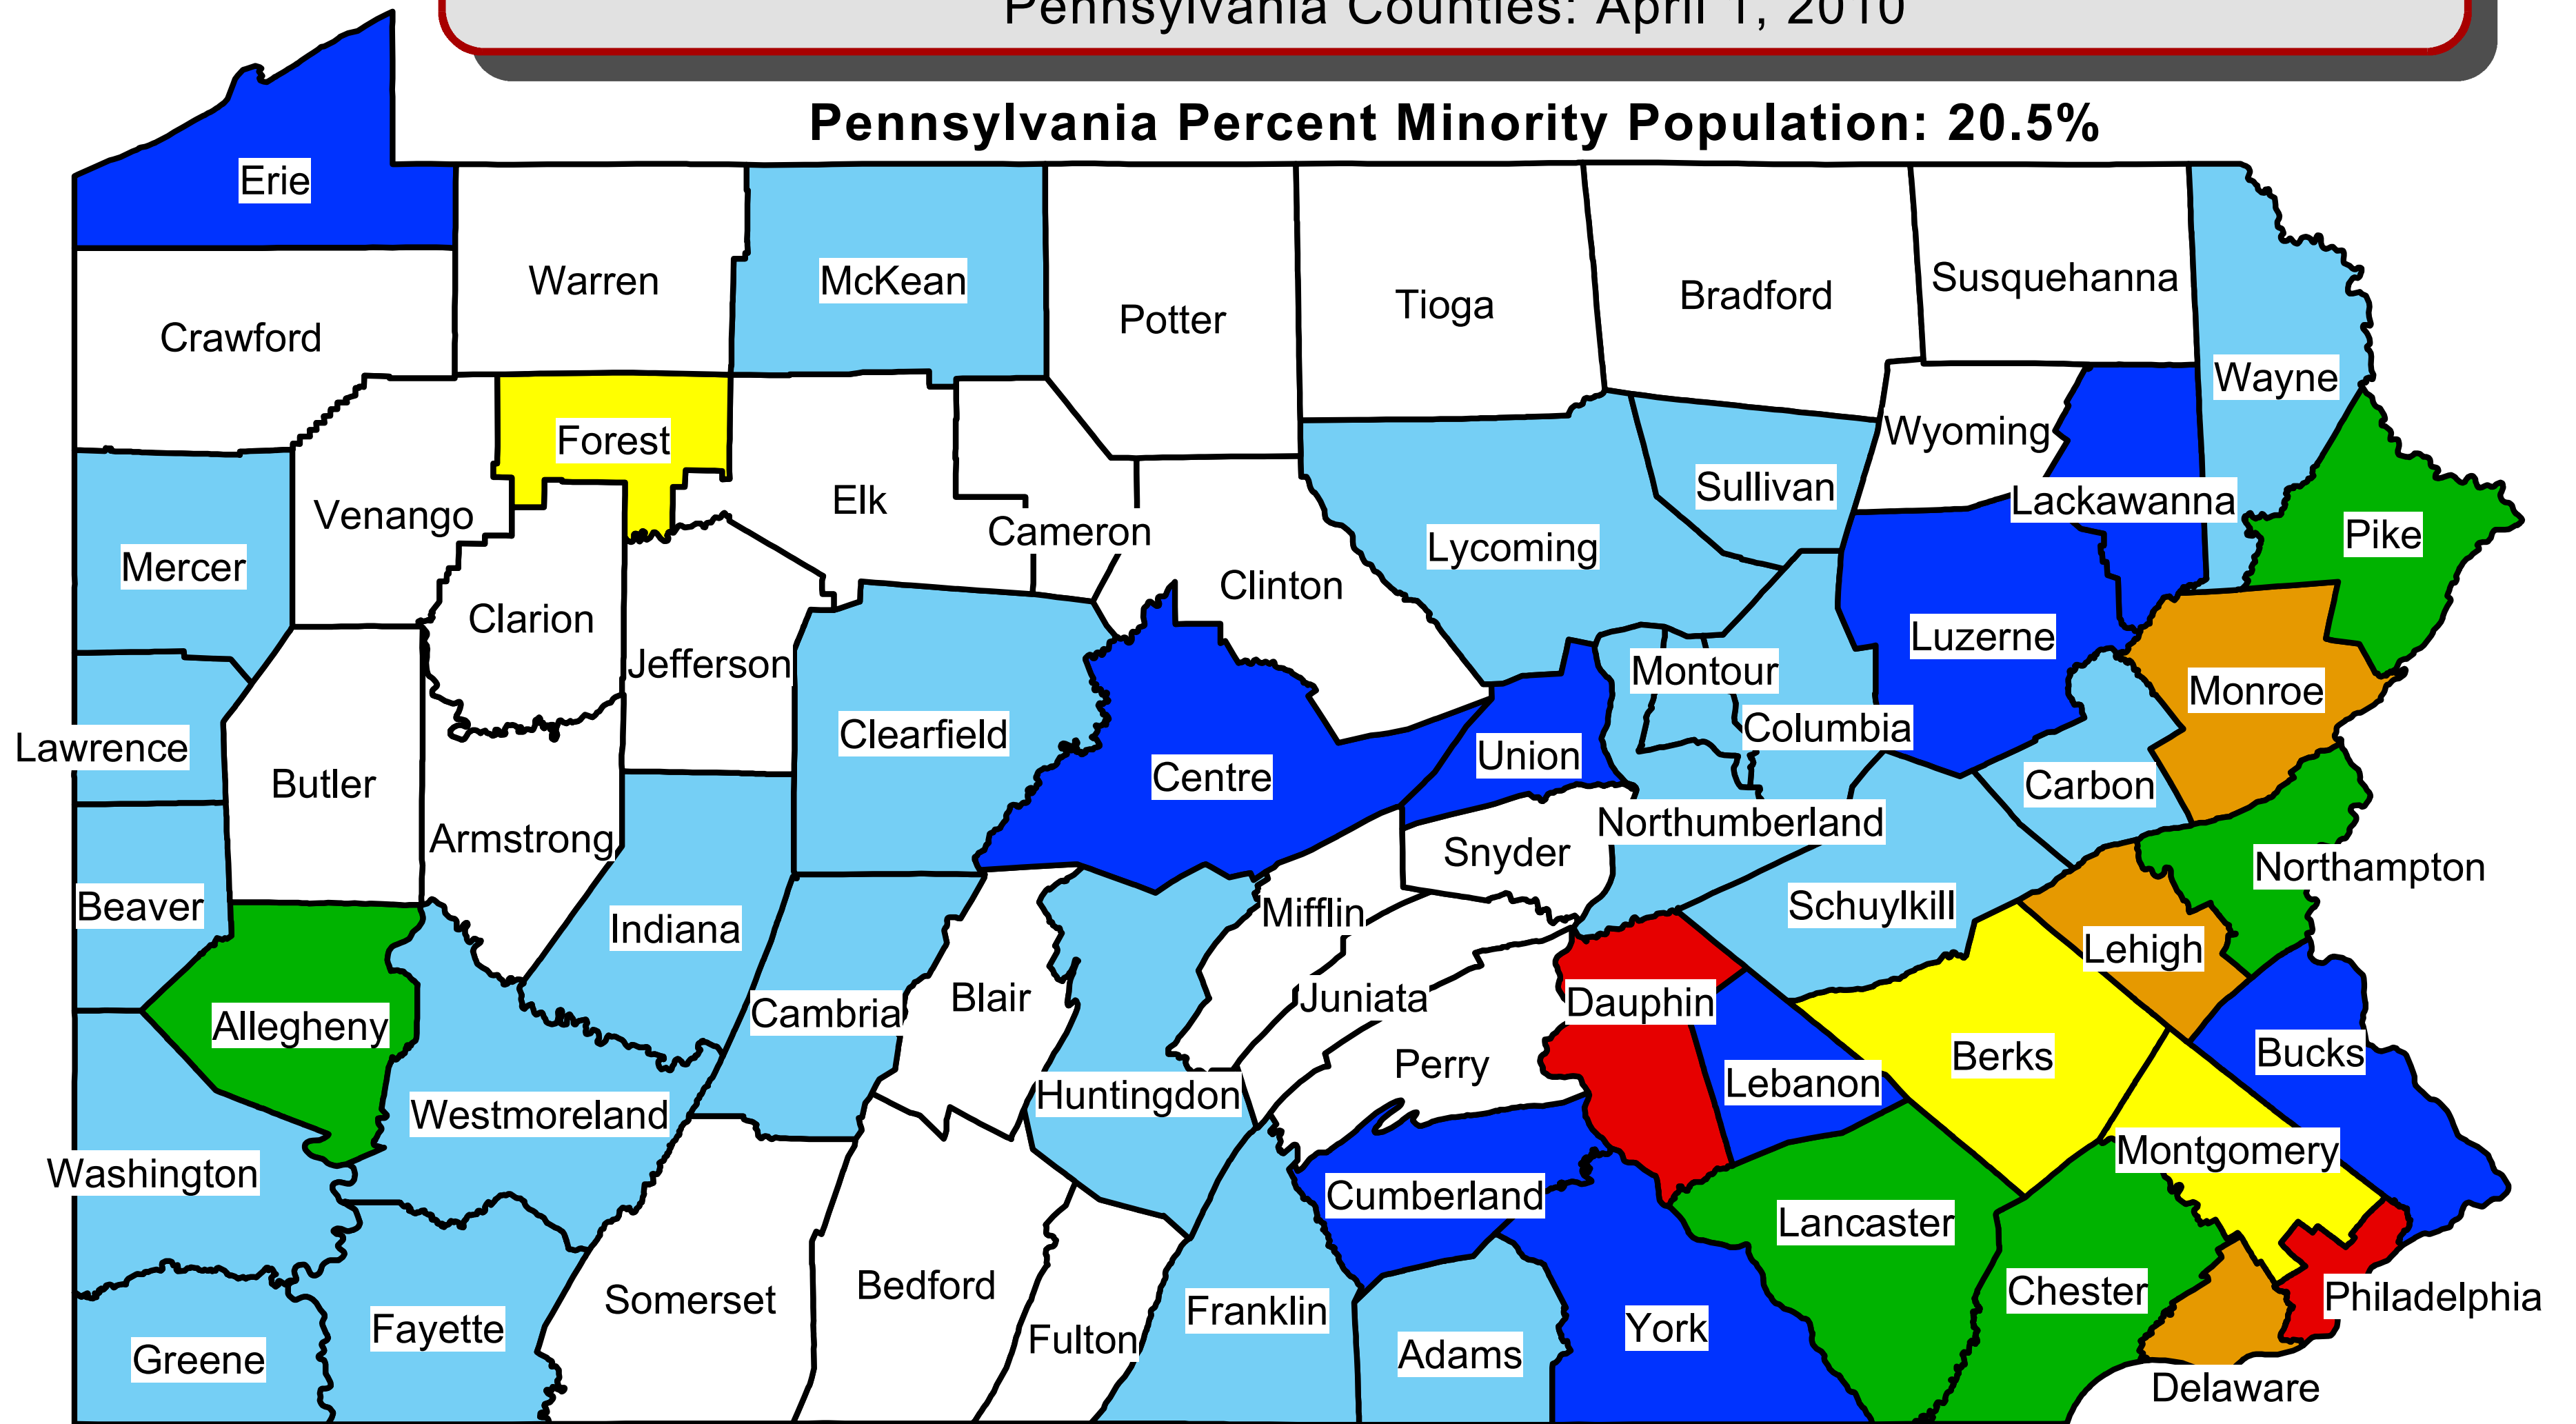 Pennsylvania Counties: April 1, 2010
Pennsylvania Percent Minority Population: 20.5%
Erie
Warren
McKean
Potter
Tioga
Bradford
Susquehanna
Wayne
Crawford
Forest
Venango
Elk
Cameron
Clinton
Lycoming
Sullivan
Wyoming
Lackawanna
Pike
Mercer
Clarion
Jefferson
Clearfield
Centre
Union
Montour
Columbia
Luzerne
Monroe
Lawrence
Butler
Armstrong
Snyder
Northumberland
Carbon
Northampton
Beaver
Indiana
Cambria
Blair
Mifflin
Juniata
Schuylkill
Lehigh
Allegheny
Westmoreland
Huntingdon
Perry
Dauphin
Lebanon
Berks
Bucks
Montgomery
Washington
Cumberland
Lancaster
Chester
Philadelphia
Greene
Fayette
Somerset
Bedford
Fulton
Franklin
Adams
York
Delaware